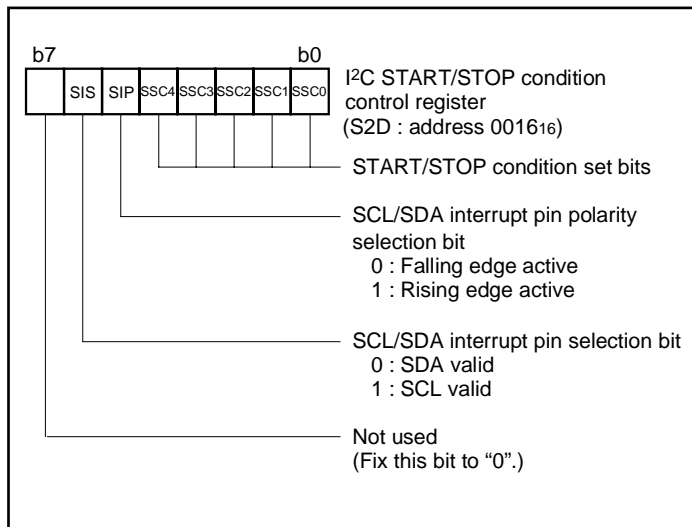 b7 b0
SIS SIP SSC4 SSC3 SSC2 SSC1 SSC0
I²C START/STOP condition
control register
(S2D : address 0016₁₆)
START/STOP condition set bits
SCL/SDA interrupt pin polarity
selection bit
0 : Falling edge active
1 : Rising edge active
SCL/SDA interrupt pin selection bit
0 : SDA valid
1 : SCL valid
Not used
(Fix this bit to “0”.)